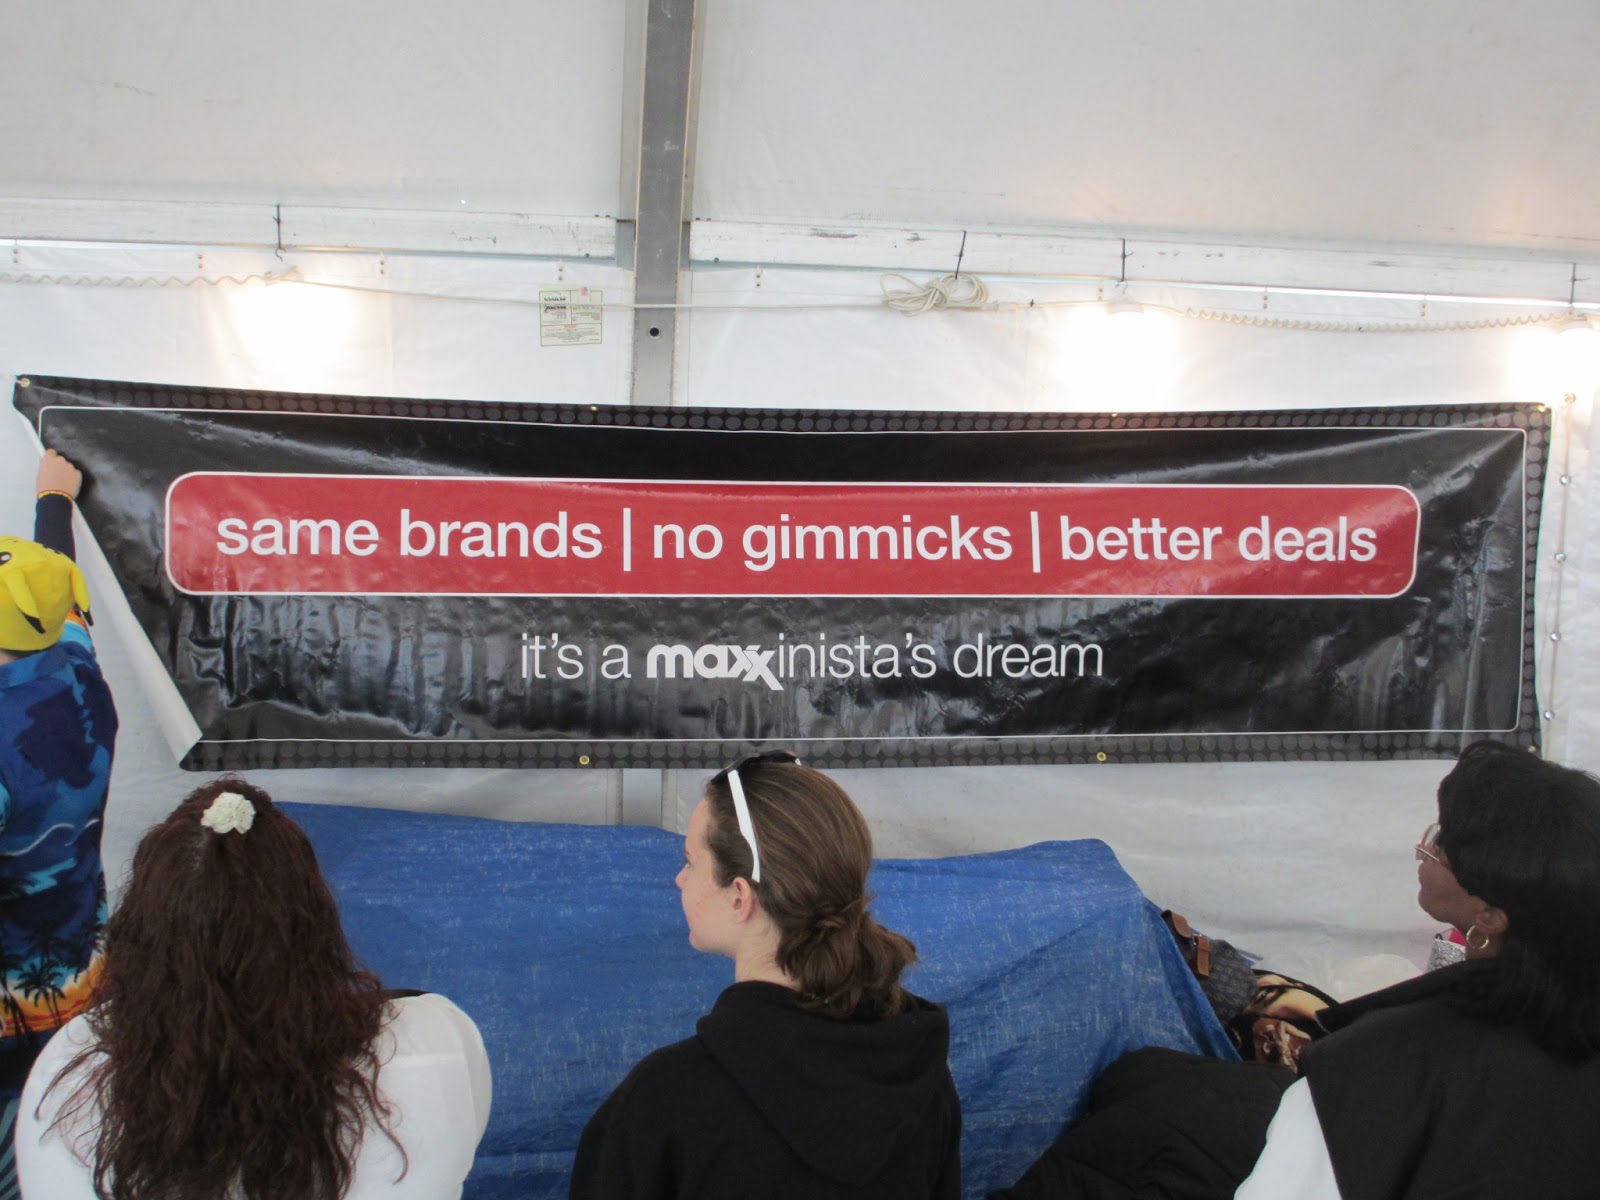 same brands | no gimmicks | better deals
it's a maxxinista's dream